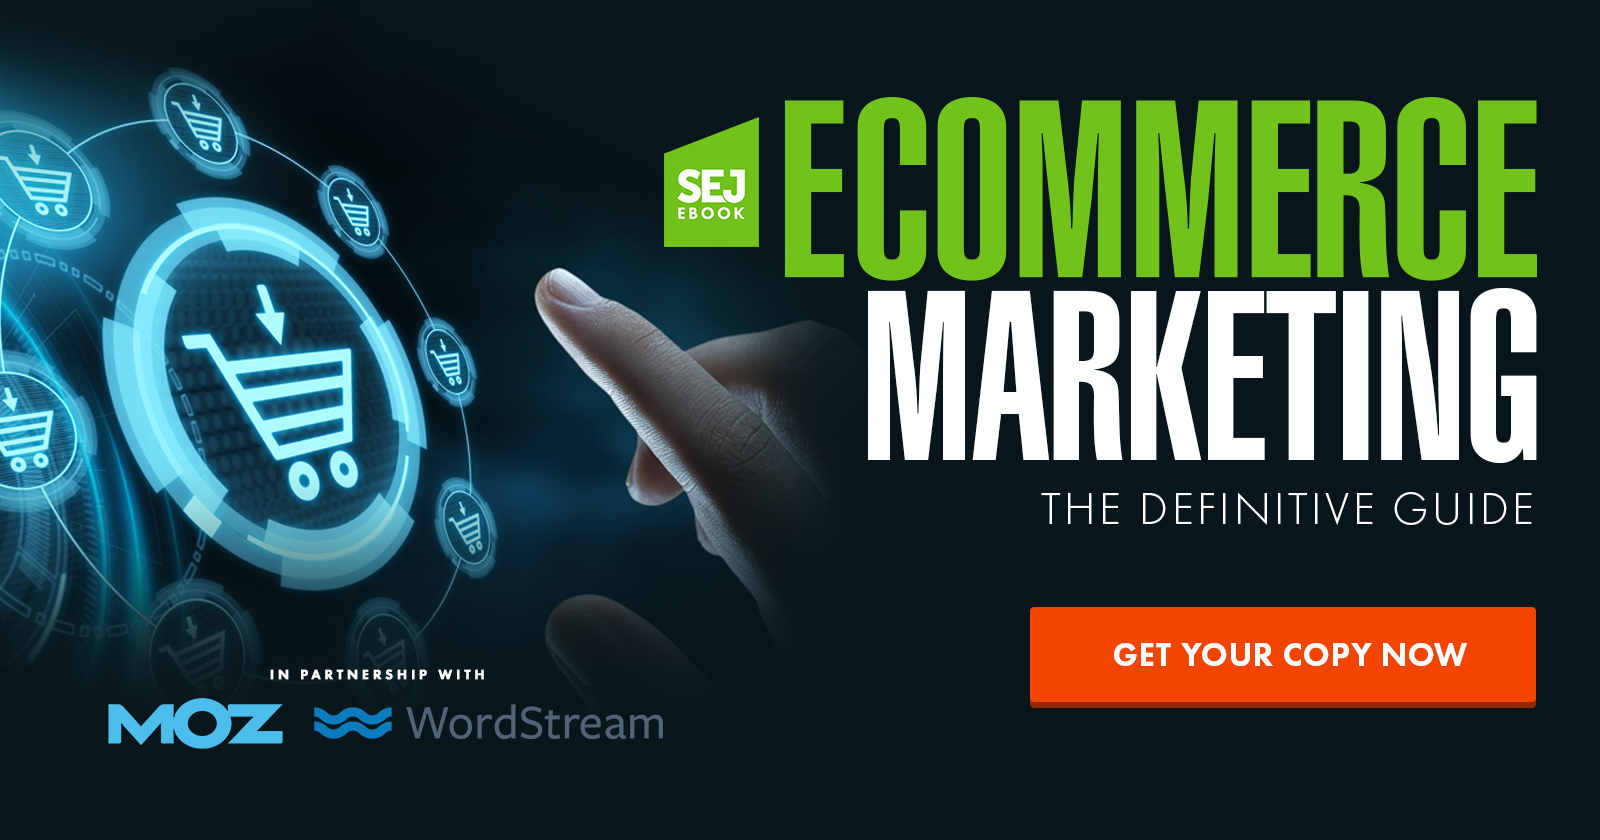 SEJ
EBOOK
ECOMMERCE
MARKETING
THE DEFINITIVE GUIDE
GET YOUR COPY NOW
IN PARTNERSHIP WITH
MOZ
WordStream